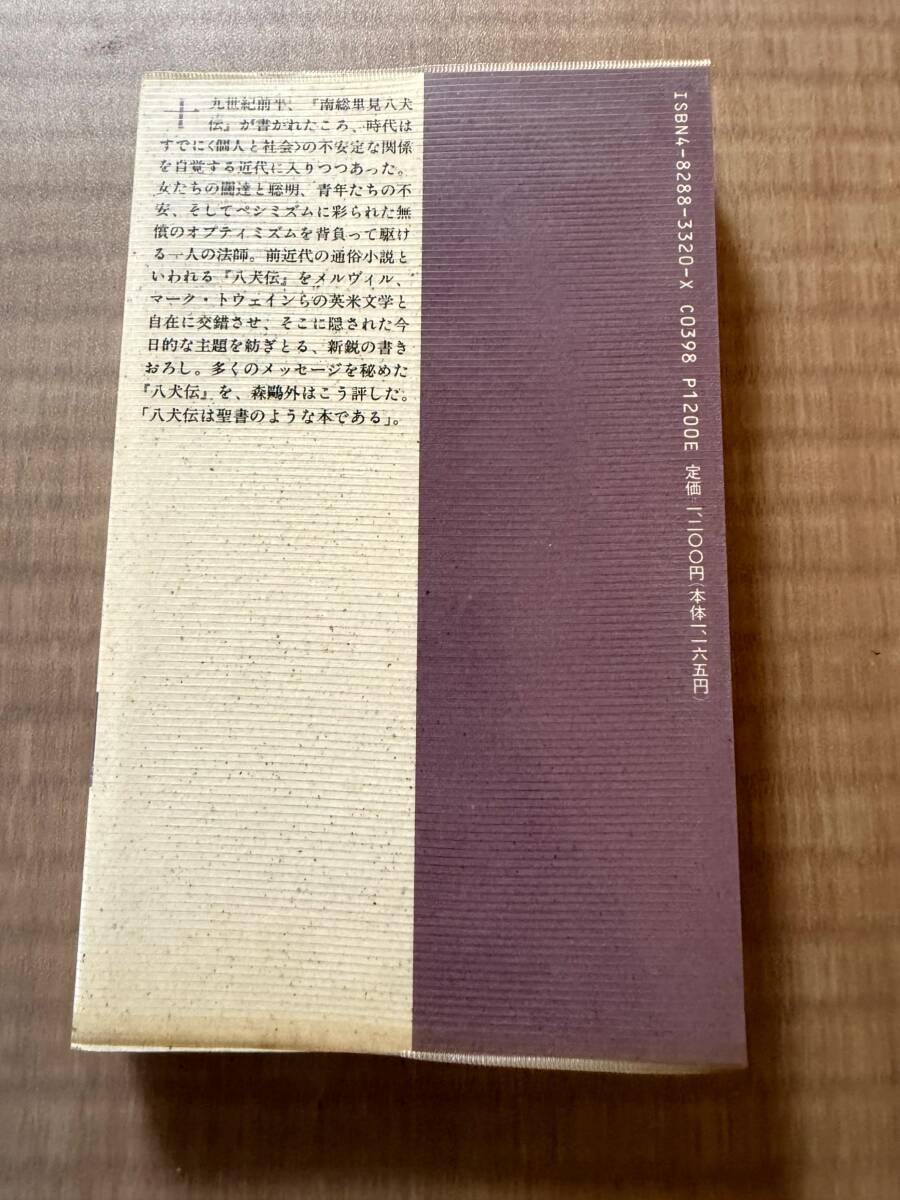 十九世紀前半、『南総里見八犬
伝』が書かれたころ、時代は
すでに〈個人と社会〉の不安定な関係
を自覚する近代に入りつつあった。
女たちの闊達と聡明、青年たちの不
安、そしてペシミズムに彩られた無
償のオプティミズムを背負って駆け
る一人の法師。前近代の通俗小説と
いわれる『八犬伝』をメルヴィル、
マーク・トウェインらの英米文学と
自在に交錯させ、そこに隠された今
日的な主題を紡ぎとる、新鋭の書き
おろし。多くのメッセージを秘めた
『八犬伝』を、森鷗外はこう評した。
「八犬伝は聖書のような本である」。
ISBN4-8288-3320-X C0398 P1200E 定価:一、二〇〇円(本体一、一六五円)